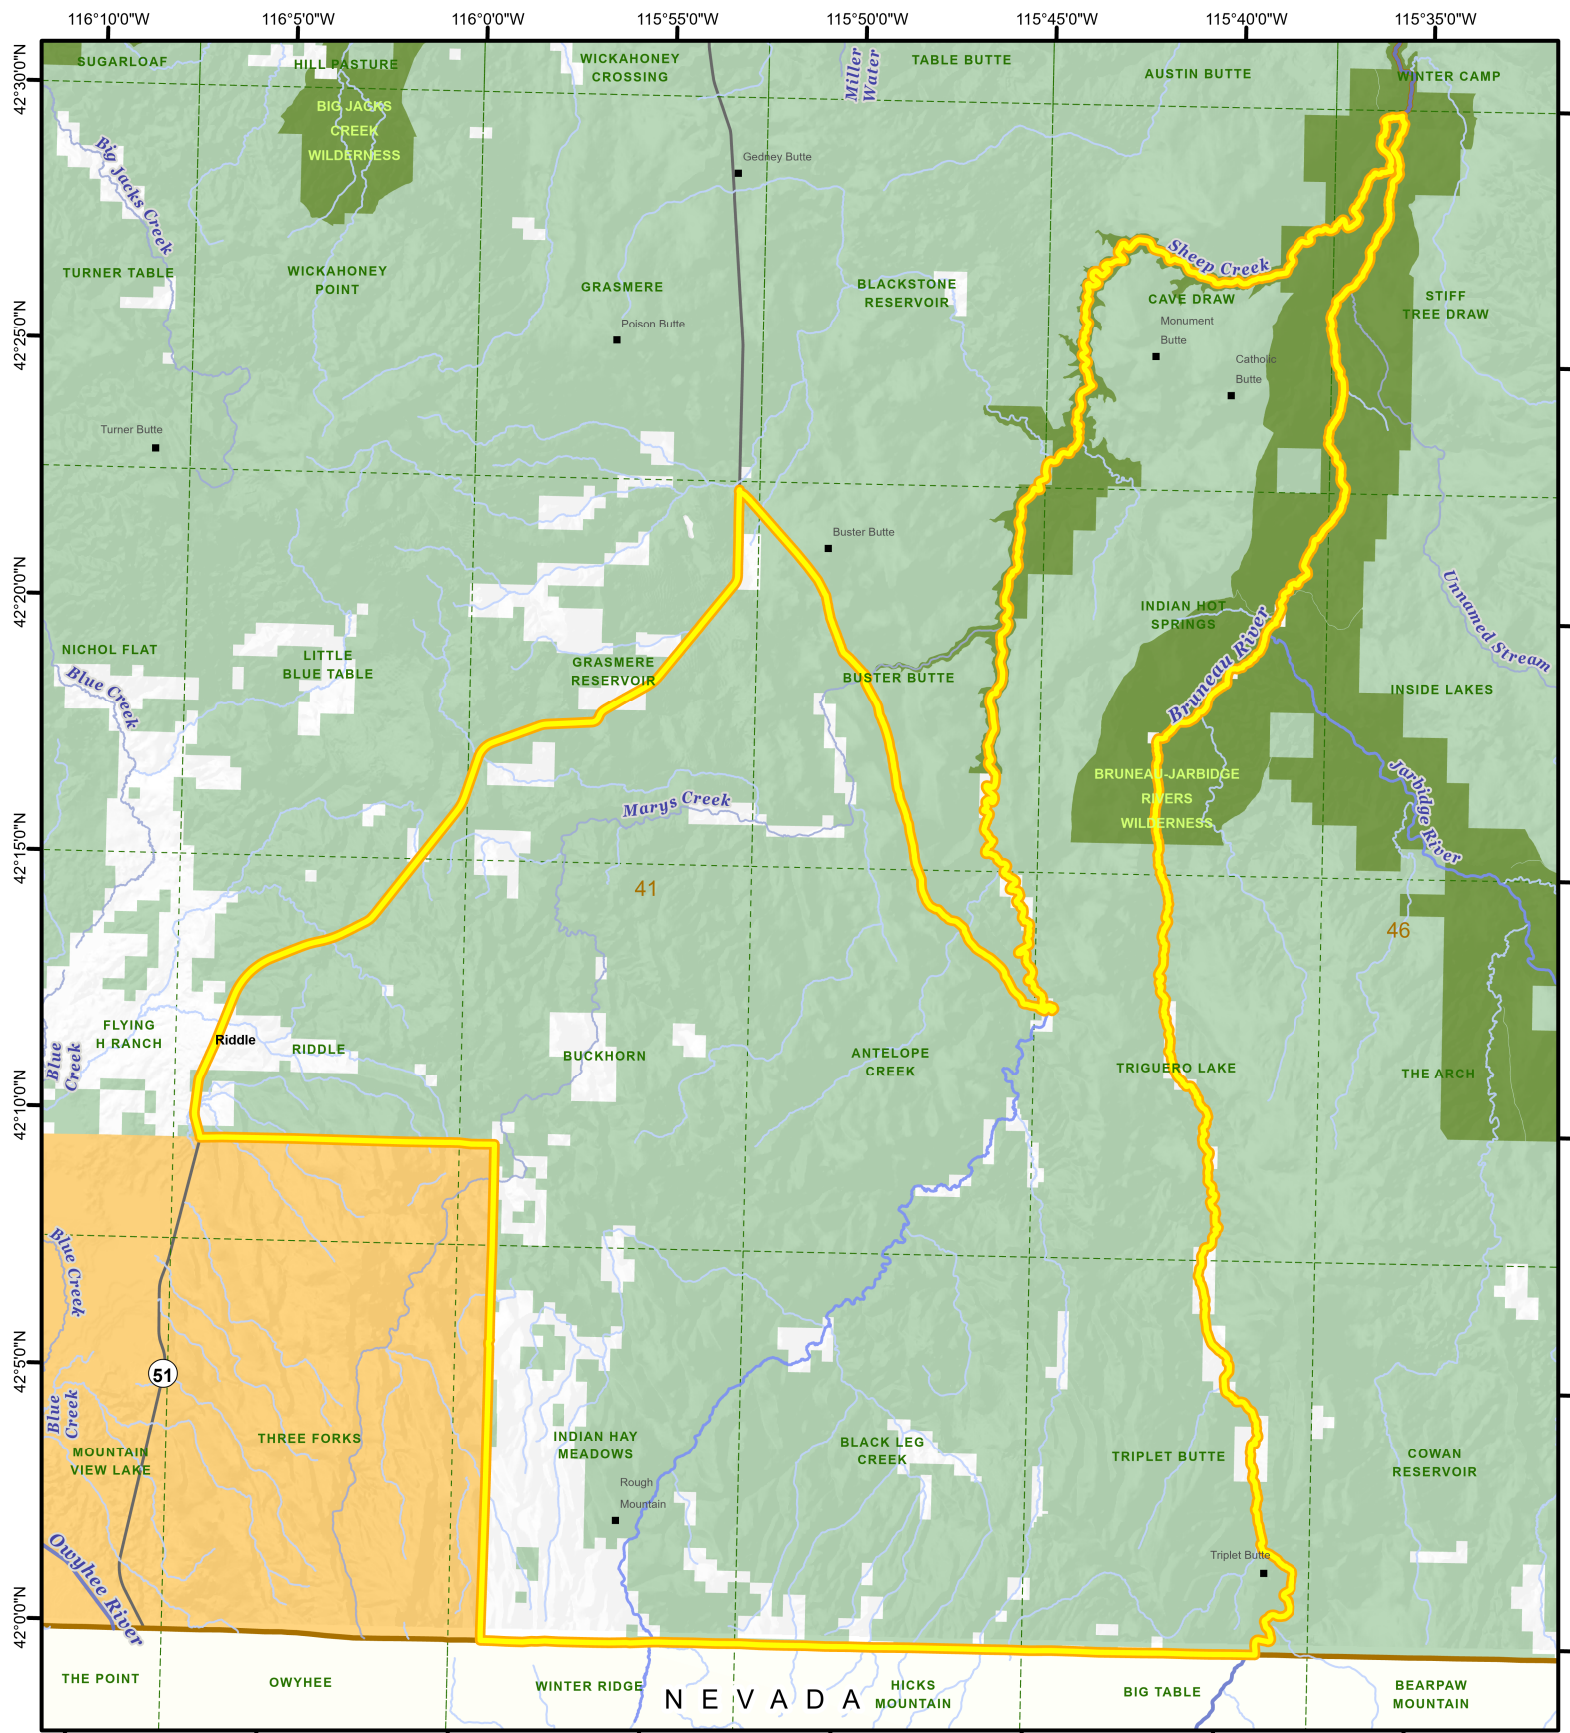 116°10'0"W
116°5'0"W
116°0'0"W
115°55'0"W
115°50'0"W
115°45'0"W
115°40'0"W
115°35'0"W
42°30'0"N
42°25'0"N
42°20'0"N
42°15'0"N
42°10'0"N
42°5'0"N
42°0'0"N
SUGARLOAF
HILL PASTURE
WICKAHONEY
CROSSING
Miller
Water
TABLE BUTTE
AUSTIN BUTTE
WINTER CAMP
BIG JACKS
CREEK
WILDERNESS
Big Jacks Creek
Gedney Butte
TURNER TABLE
WICKAHONEY
POINT
GRASMERE
BLACKSTONE
RESERVOIR
Sheep Creek
CAVE DRAW
STIFF
TREE DRAW
Poison Butte
Monument
Butte
Catholic
Butte
Turner Butte
Buster Butte
Unnamed Stream
INDIAN HOT
SPRINGS
Bruneau River
NICHOL FLAT
LITTLE
BLUE TABLE
GRASMERE
RESERVOIR
BUSTER BUTTE
INSIDE LAKES
Blue Creek
Marys Creek
BRUNEAU-JARBIDGE
RIVERS
WILDERNESS
Jarbidge River
41
46
FLYING
H RANCH
Riddle
RIDDLE
Blue
Creek
BUCKHORN
ANTELOPE
CREEK
TRIGUERO LAKE
THE ARCH
Blue Creek
51
Blue
Creek
MOUNTAIN
VIEW LAKE
THREE FORKS
INDIAN HAY
MEADOWS
BLACK LEG
CREEK
TRIPLET BUTTE
COWAN
RESERVOIR
Rough
Mountain
Triplet Butte
Owyhee River
THE POINT
OWYHEE
WINTER RIDGE
NEVADA
HICKS
MOUNTAIN
BIG TABLE
BEARPAW
MOUNTAIN